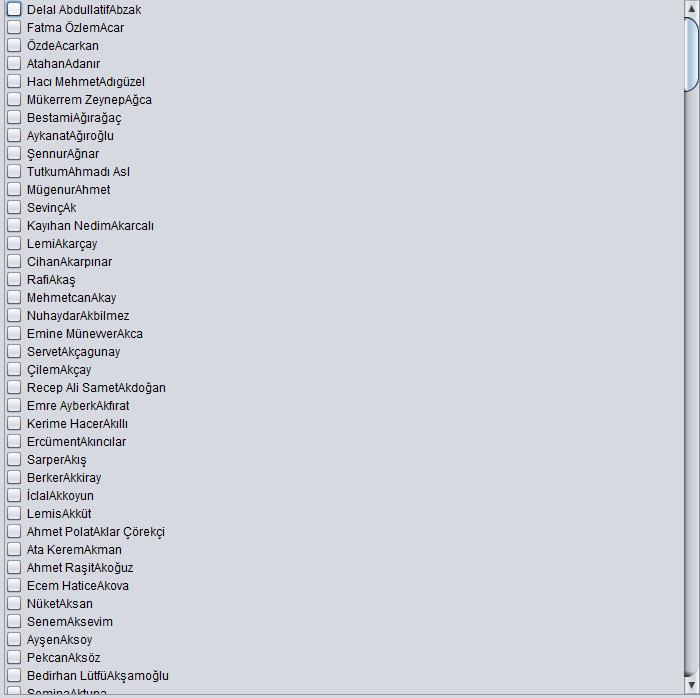 Delal AbdullatifAbzak
Fatma ÖzlemAcar
ÖzdeAcarkan
AtahanAdanır
Hacı MehmetAdıgüzel
Mükerrem ZeynepAğca
BestamiAğırağaç
AykanatAğıroğlu
ŞennurAğnar
TutkumAhmadı Asl
MügenurAhmet
SevinçAk
Kayıhan NedimAkarcalı
LemiAkarçay
CihanAkarpınar
RafiAkaş
MehmetcanAkay
NuhaydarAkbilmez
Emine MünevverAkca
ServetAkçagunay
ÇilemAkçay
Recep Ali SametAkdoğan
Emre AyberkAkfırat
Kerime HacerAkıllı
ErcümentAkıncılar
SarperAkış
BerkerAkkiray
İclalAkkoyun
LemisAkküt
Ahmet PolatAklar Çörekçi
Ata KeremAkman
Ahmet RaşitAkoğuz
Ecem HaticeAkova
NüketAksan
SenemAksevim
AyşenAksoy
PekcanAksöz
Bedirhan LütfüAkşamoğlu
SeminaAktuna